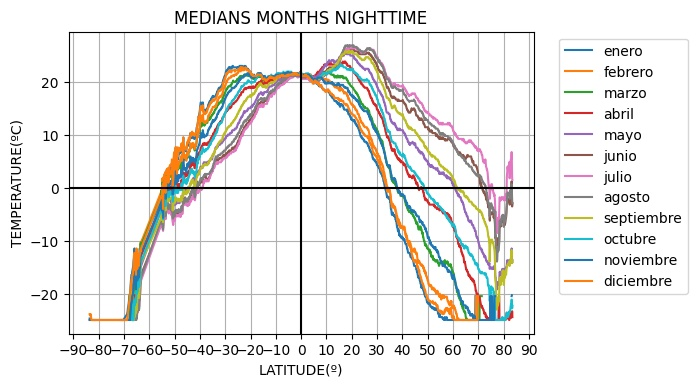 MEDIANS MONTHS NIGHTTIME
TEMPERATURE(ºC)
20
10
0
−10
−20
−90 −80 −70 −60 −50 −40 −30 −20 −10 0 10 20 30 40 50 60 70 80 90
LATITUDE(º)
enero
febrero
marzo
abril
mayo
junio
julio
agosto
septiembre
octubre
noviembre
diciembre